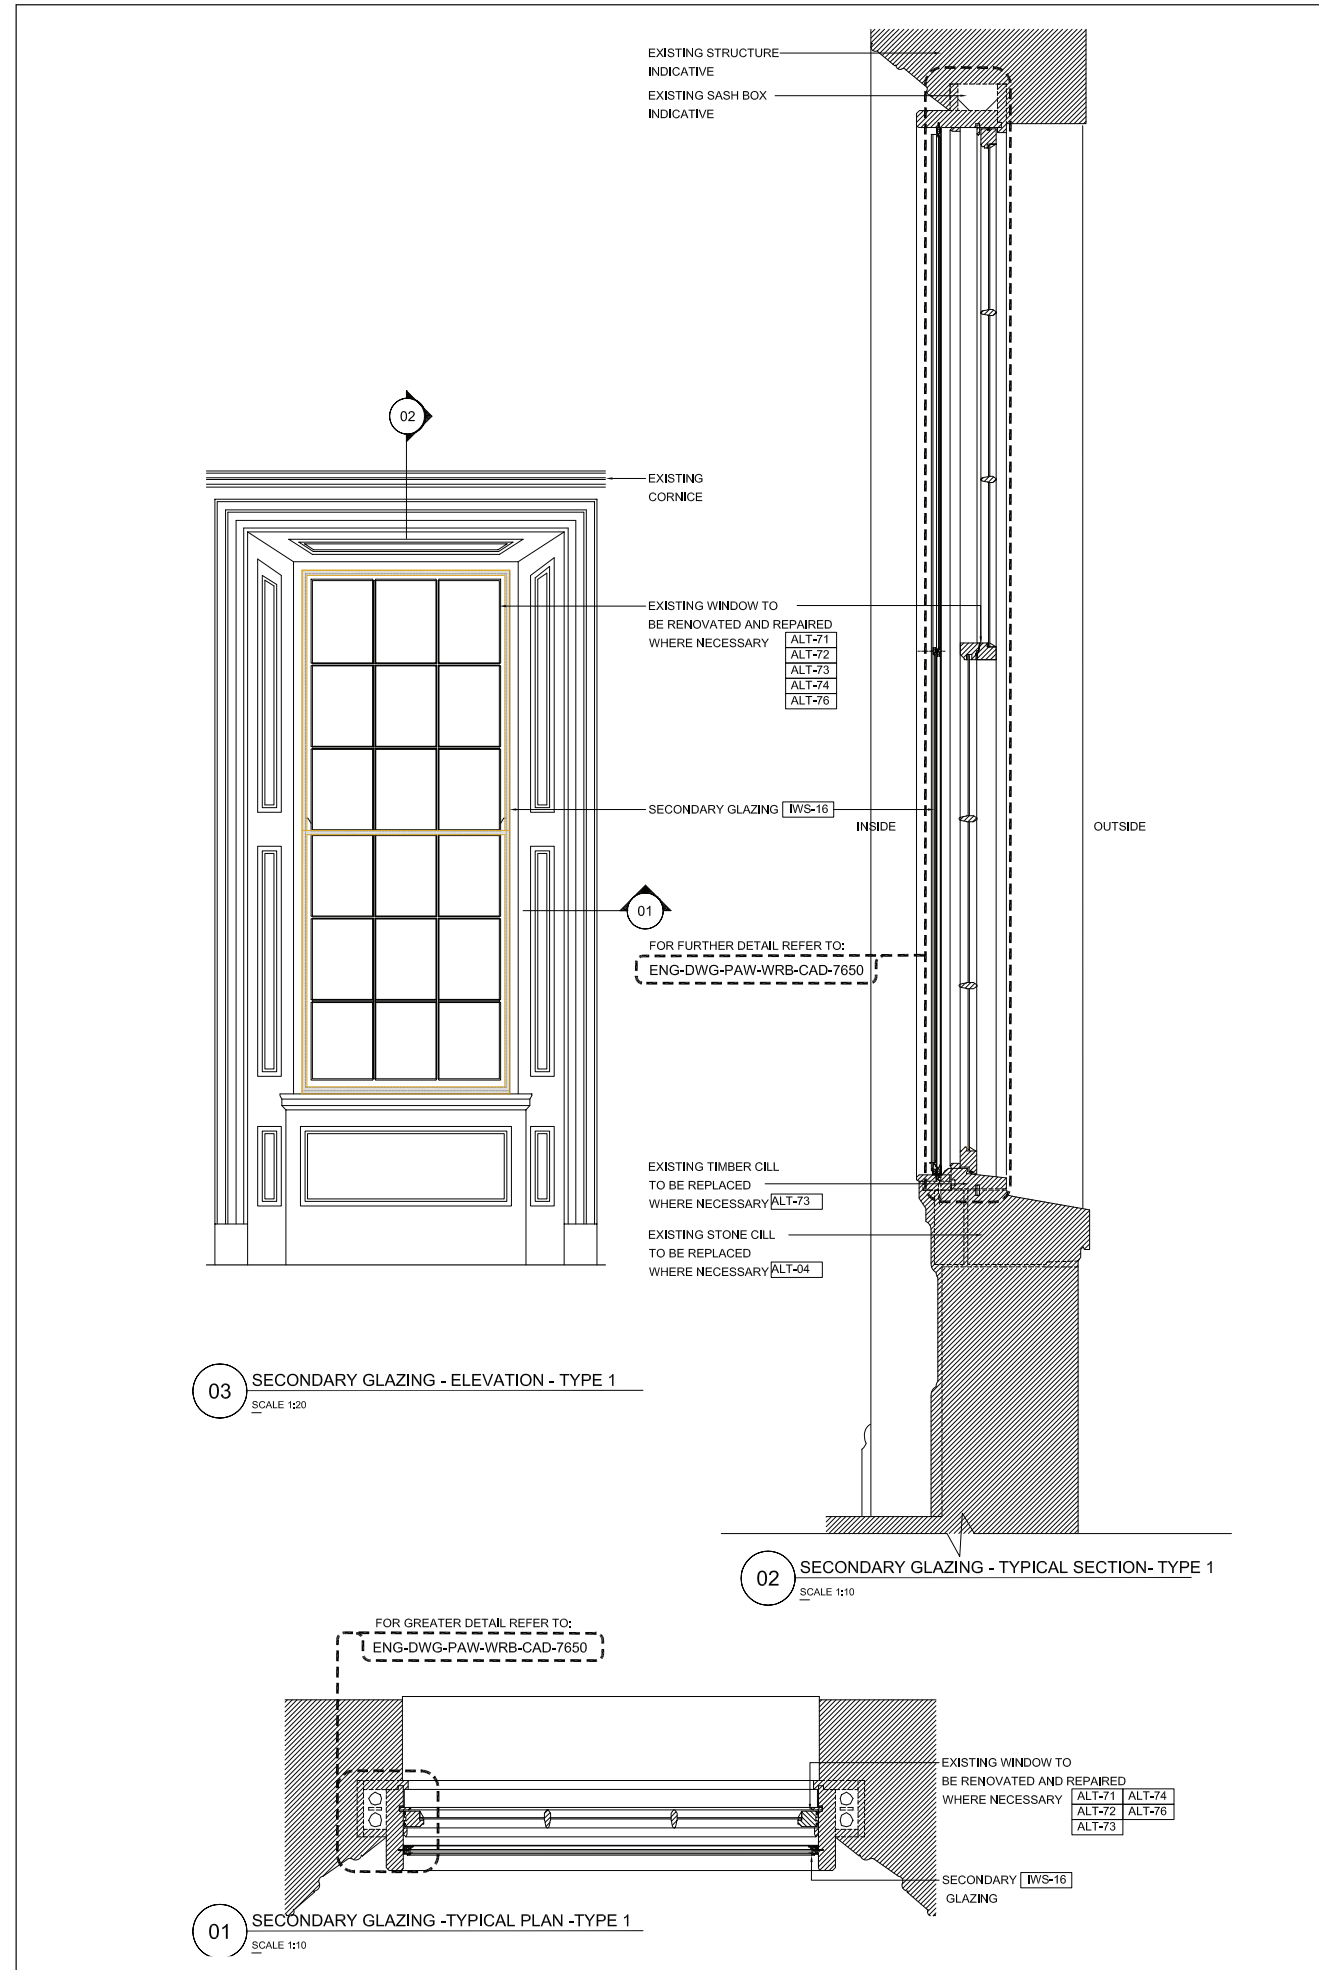 EXISTING STRUCTURE
INDICATIVE
EXISTING SASH BOX
INDICATIVE
02
EXISTING
CORNICE
EXISTING WINDOW TO
BE RENOVATED AND REPAIRED
WHERE NECESSARY ALT-71
ALT-72
ALT-73
ALT-74
ALT-76
SECONDARY GLAZING IWS-16
INSIDE
OUTSIDE
01
FOR FURTHER DETAIL REFER TO:
ENG-DWG-PAW-WRB-CAD-7650
EXISTING TIMBER CILL
TO BE REPLACED
WHERE NECESSARY ALT-73
EXISTING STONE CILL
TO BE REPLACED
WHERE NECESSARY ALT-04
03 SECONDARY GLAZING - ELEVATION - TYPE 1
SCALE 1:20
02 SECONDARY GLAZING - TYPICAL SECTION- TYPE 1
SCALE 1:10
FOR GREATER DETAIL REFER TO:
ENG-DWG-PAW-WRB-CAD-7650
EXISTING WINDOW TO
BE RENOVATED AND REPAIRED
WHERE NECESSARY ALT-71 ALT-74
ALT-72 ALT-76
ALT-73
SECONDARY IWS-16
GLAZING
01 SECONDARY GLAZING -TYPICAL PLAN -TYPE 1
SCALE 1:10